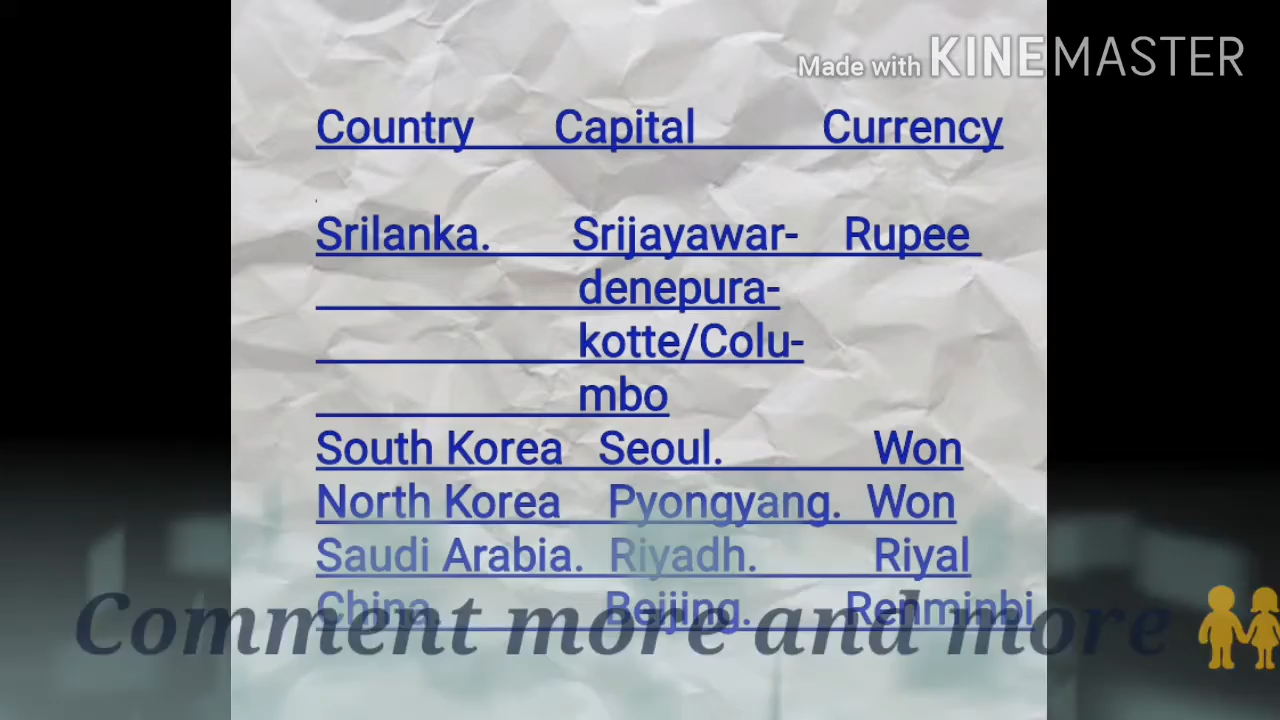 Made with KINEMASTER
Country Capital Currency
Srilanka. Srijayawar- Rupee
denepura-
kotte/Colu-
mbo
South Korea Seoul. Won
North Korea Pyongyang. Won
Saudi Arabia. Riyadh. Riyal
China. Beijing. Renminbi
Comment more and more